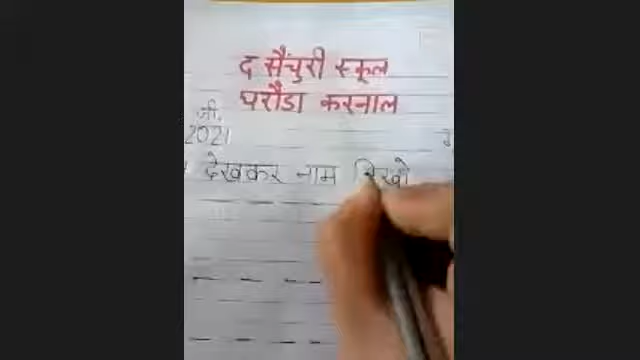 द सैंचुरी स्कूल
घरौंडा करनाल
जी.
2021
देखकर नाम लिखो